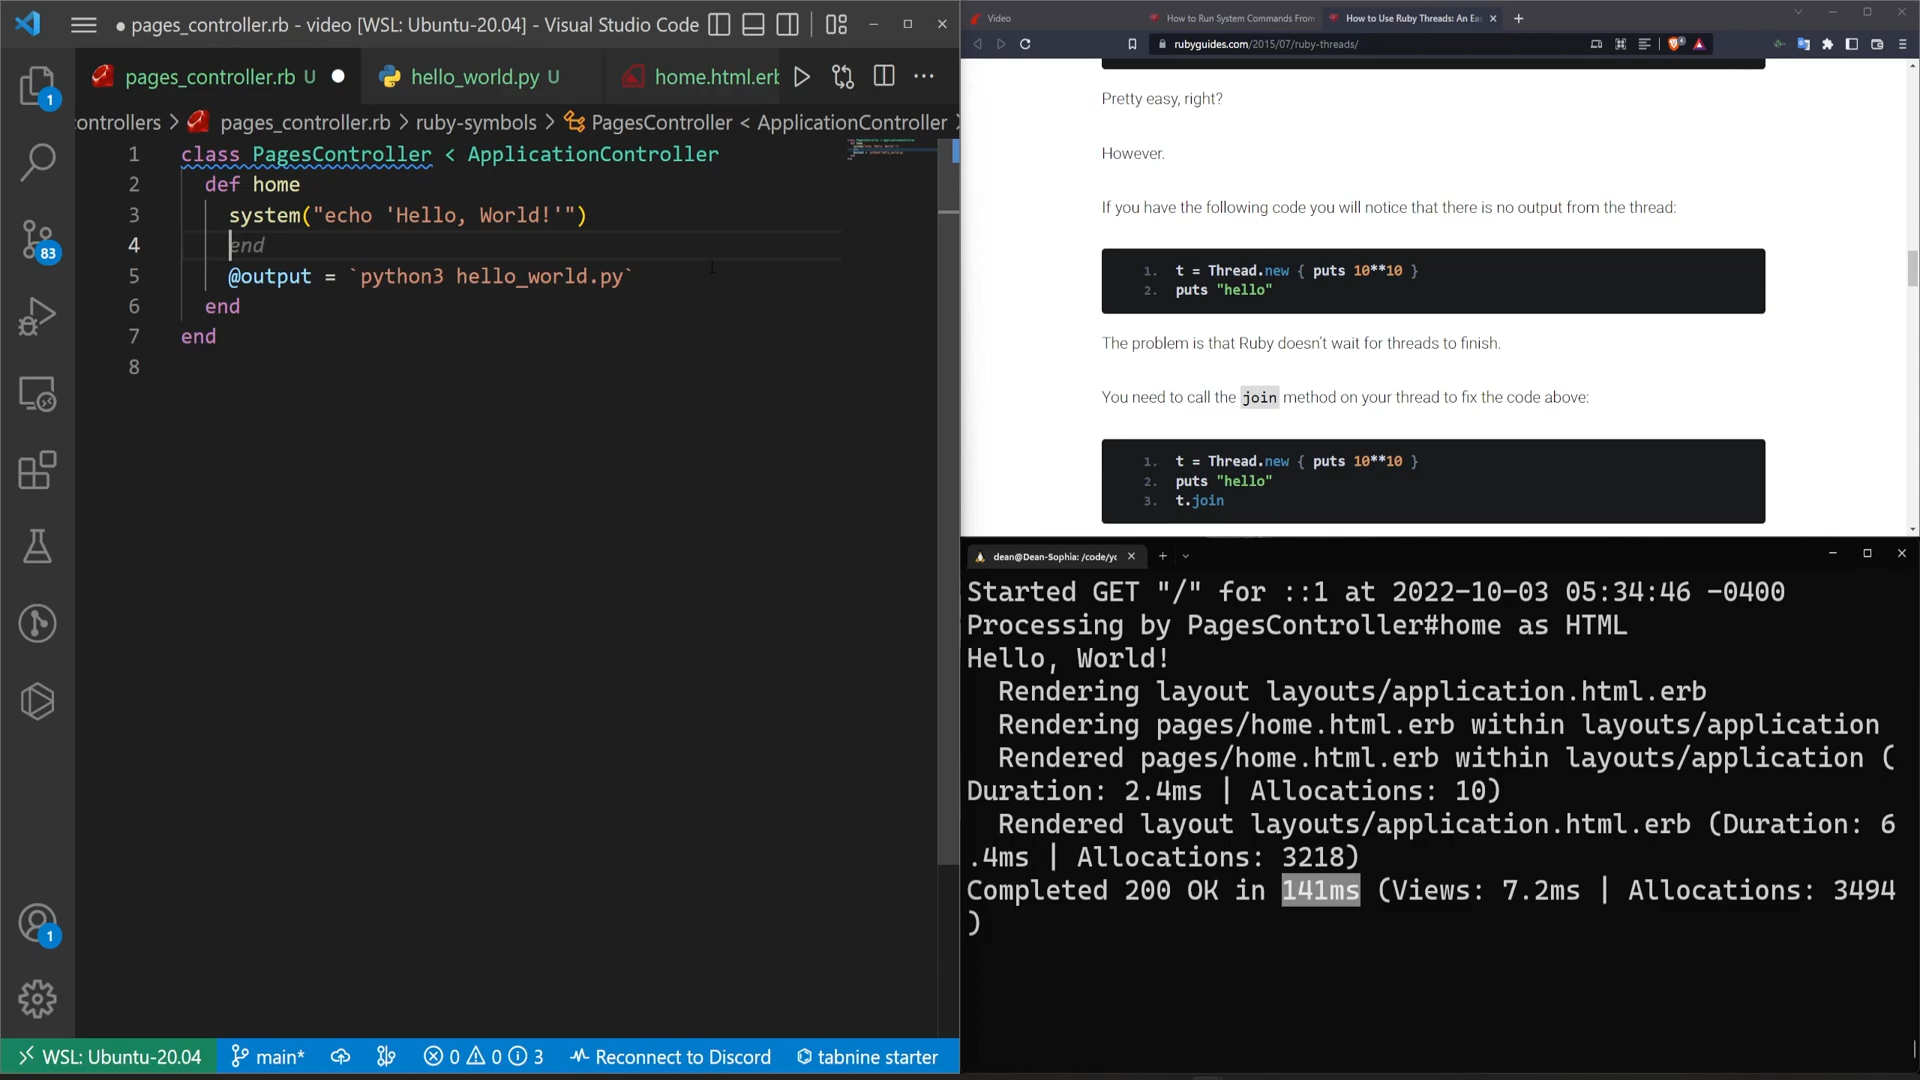 ● pages_controller.rb - video [WSL: Ubuntu-20.04] - Visual Studio Code
pages_controller.rb U
hello_world.py U
home.html.erb
ontrollers > pages_controller.rb > ruby-symbols > PagesController < ApplicationController
1 class PagesController < ApplicationController
2 def home
3 system("echo 'Hello, World!'")
4 end
5 @output = `python3 hello_world.py`
6 end
7 end
8
1
83
1
WSL: Ubuntu-20.04
main*
0 0 3
Reconnect to Discord
tabnine starter
Video
How to Run System Commands From
How to Use Ruby Threads: An Ea
rubyguides.com/2015/07/ruby-threads/
Pretty easy, right?
However.
If you have the following code you will notice that there is no output from the thread:
1. t = Thread.new { puts 10**10 }
2. puts "hello"
The problem is that Ruby doesn't wait for threads to finish.
You need to call the join method on your thread to fix the code above:
1. t = Thread.new { puts 10**10 }
2. puts "hello"
3. t.join
dean@Dean-Sophia: /code/yo
Started GET "/" for ::1 at 2022-10-03 05:34:46 -0400
Processing by PagesController#home as HTML
Hello, World!
Rendering layout layouts/application.html.erb
Rendering pages/home.html.erb within layouts/application
Rendered pages/home.html.erb within layouts/application (
Duration: 2.4ms | Allocations: 10)
Rendered layout layouts/application.html.erb (Duration: 6
.4ms | Allocations: 3218)
Completed 200 OK in 141ms (Views: 7.2ms | Allocations: 3494
)